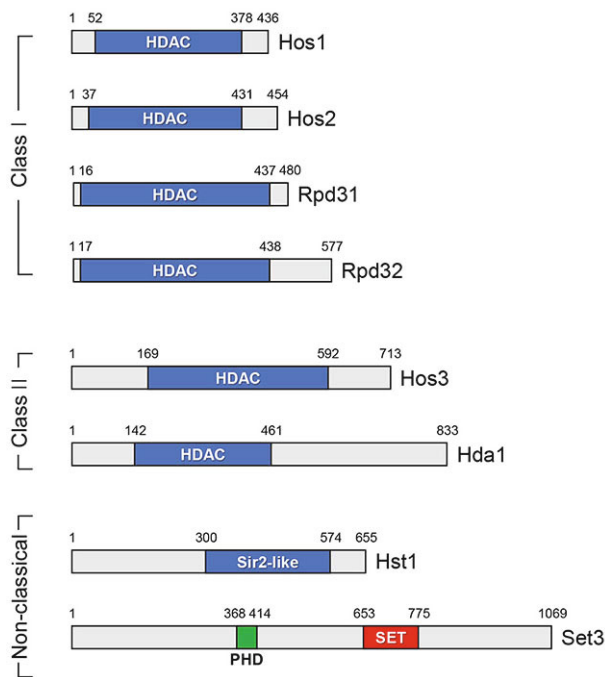 Class I
1 52 378 436
HDAC Hos1
1 37 431 454
HDAC Hos2
1 16 437 480
HDAC Rpd31
1 17 438 577
HDAC Rpd32
Class II
1 169 592 713
HDAC Hos3
1 142 461 833
HDAC Hda1
Non-classical
1 300 574 655
Sir2-like Hst1
1 368 414 653 775 1069
SET Set3
PHD